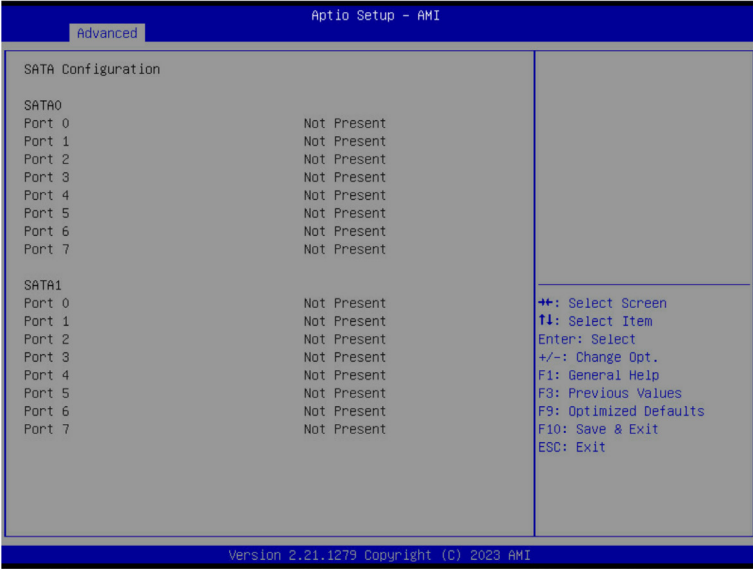 Aptio Setup – AMI
Advanced
SATA Configuration
SATA0
Port 0 Not Present
Port 1 Not Present
Port 2 Not Present
Port 3 Not Present
Port 4 Not Present
Port 5 Not Present
Port 6 Not Present
Port 7 Not Present
SATA1
Port 0 Not Present
Port 1 Not Present
Port 2 Not Present
Port 3 Not Present
Port 4 Not Present
Port 5 Not Present
Port 6 Not Present
Port 7 Not Present
→←: Select Screen
↑↓: Select Item
Enter: Select
+/-: Change Opt.
F1: General Help
F3: Previous Values
F9: Optimized Defaults
F10: Save & Exit
ESC: Exit
Version 2.21.1279 Copyright (C) 2023 AMI